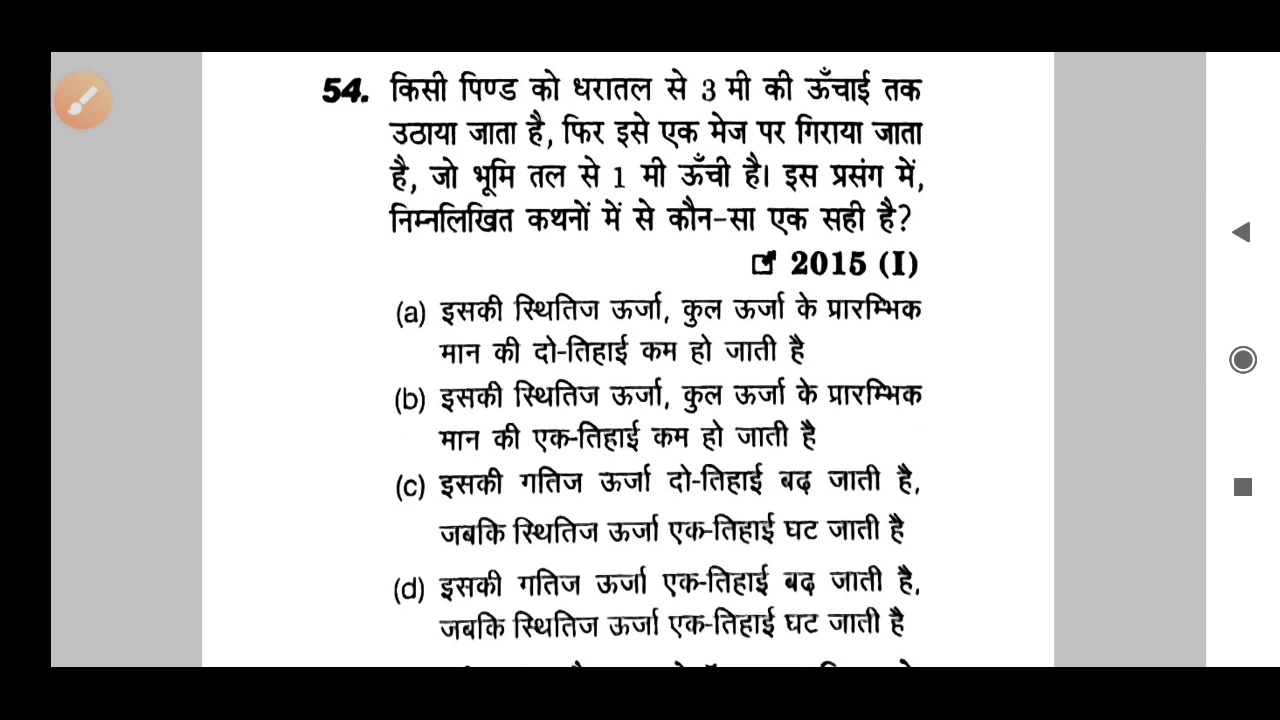 54. किसी पिण्ड को धरातल से 3 मी की ऊँचाई तक
उठाया जाता है, फिर इसे एक मेज पर गिराया जाता
है, जो भूमि तल से 1 मी ऊँची है। इस प्रसंग में,
निम्नलिखित कथनों में से कौन-सा एक सही है?
2015 (I)
(a) इसकी स्थितिज ऊर्जा, कुल ऊर्जा के प्रारम्भिक
मान की दो-तिहाई कम हो जाती है
(b) इसकी स्थितिज ऊर्जा, कुल ऊर्जा के प्रारम्भिक
मान की एक-तिहाई कम हो जाती है
(c) इसकी गतिज ऊर्जा दो-तिहाई बढ़ जाती है,
जबकि स्थितिज ऊर्जा एक-तिहाई घट जाती है
(d) इसकी गतिज ऊर्जा एक-तिहाई बढ़ जाती है,
जबकि स्थितिज ऊर्जा एक-तिहाई घट जाती है